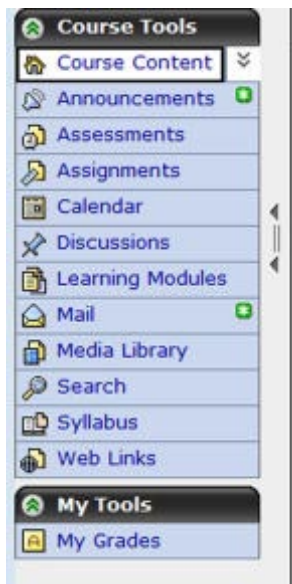 Course Tools
Course Content
Announcements
Assessments
Assignments
Calendar
Discussions
Learning Modules
Mail
Media Library
Search
Syllabus
Web Links
My Tools
My Grades